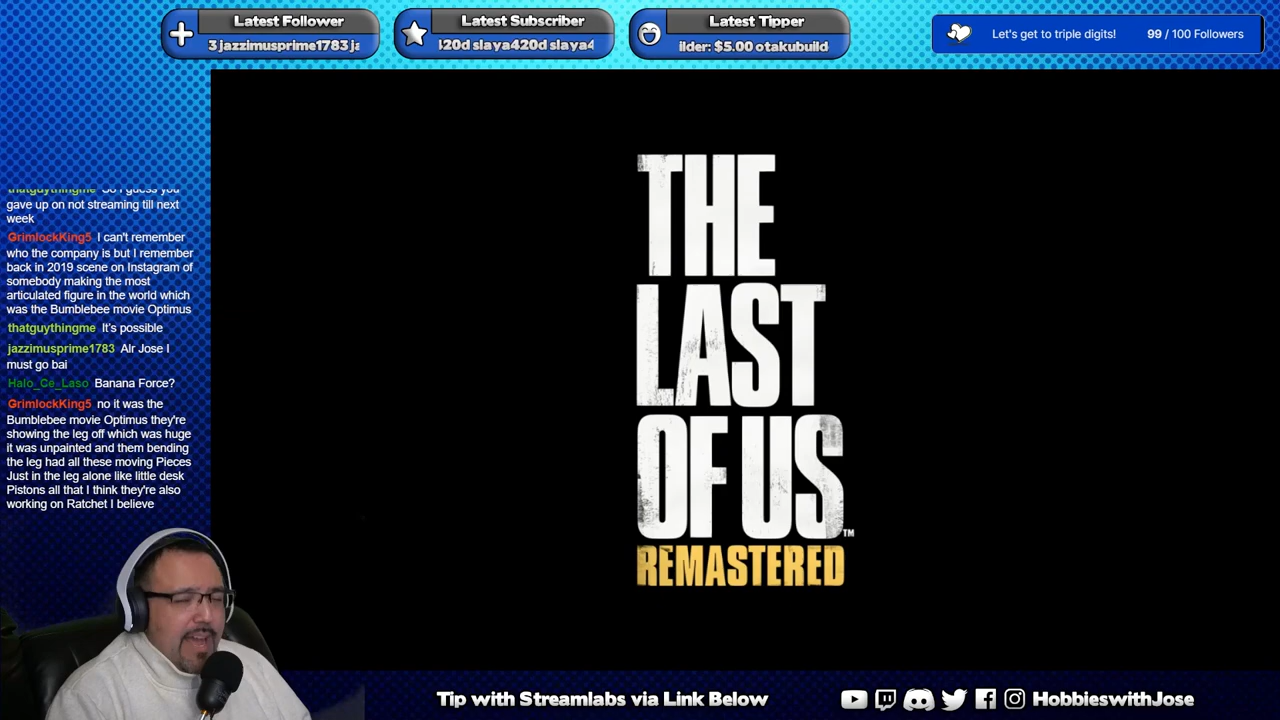 Latest Follower
3 jazzimusprime1783 ja
Latest Subscriber
20d slaya420d slaya4
Latest Tipper
ilder: $5.00 otakubuild
Let's get to triple digits!
99 / 100 Followers
thatguythingme So I guess you
gave up on not streaming till next
week
GrimlockKing5 I can't remember
who the company is but I remember
back in 2019 scene on Instagram of
somebody making the most
articulated figure in the world which
was the Bumblebee movie Optimus
thatguythingme It's possible
jazzimusprime1783 Alr Jose I
must go bai
Halo_Ce_Laso Banana Force?
GrimlockKing5 no it was the
Bumblebee movie Optimus they're
showing the leg off which was huge
it was unpainted and them bending
the leg had all these moving Pieces
Just in the leg alone like little desk
Pistons all that I think they're also
working on Ratchet I believe
THE
LAST
OF US
TM
REMASTERED
Tip with Streamlabs via Link Below
HobbieswithJose